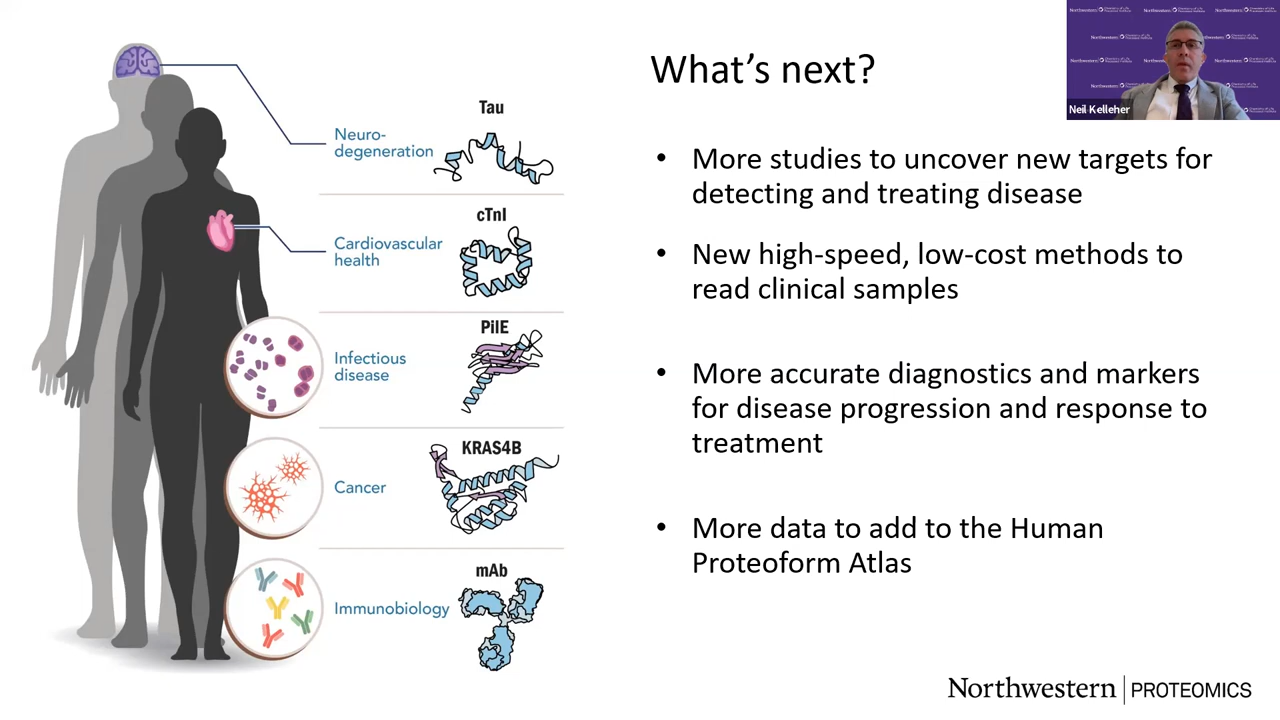 What's next?
Neil Kelleher
Neuro-
degeneration
Tau
Cardiovascular
health
cTnI
Infectious
disease
PilE
Cancer
KRAS4B
Immunobiology
mAb
• More studies to uncover new targets for
detecting and treating disease
• New high-speed, low-cost methods to
read clinical samples
• More accurate diagnostics and markers
for disease progression and response to
treatment
• More data to add to the Human
Proteoform Atlas
Northwestern | PROTEOMICS